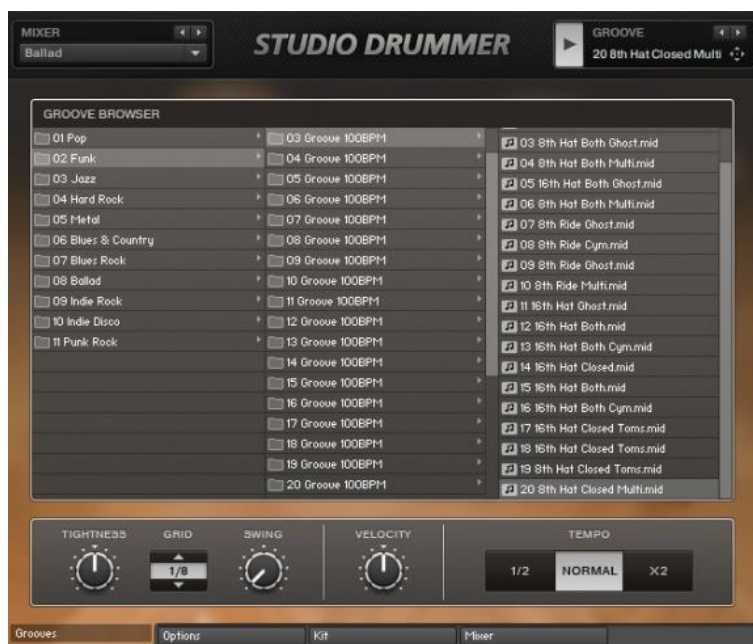 MIXER
Ballad
STUDIO DRUMMER
GROOVE
20 8th Hat Closed Multi
GROOVE BROWSER
01 Pop
02 Funk
03 Jazz
04 Hard Rock
05 Metal
06 Blues & Country
07 Blues Rock
08 Ballad
09 Indie Rock
10 Indie Disco
11 Punk Rock
03 Groove 100BPM
04 Groove 100BPM
05 Groove 100BPM
06 Groove 100BPM
07 Groove 100BPM
08 Groove 100BPM
09 Groove 100BPM
10 Groove 100BPM
11 Groove 100BPM
12 Groove 100BPM
13 Groove 100BPM
14 Groove 100BPM
15 Groove 100BPM
16 Groove 100BPM
17 Groove 100BPM
18 Groove 100BPM
19 Groove 100BPM
20 Groove 100BPM
03 8th Hat Both Ghost.mid
04 8th Hat Both Multi.mid
05 16th Hat Both Ghost.mid
06 8th Hat Both Multi.mid
07 8th Ride Ghost.mid
08 8th Ride Cym.mid
09 8th Ride Ghost.mid
10 8th Ride Multi.mid
11 16th Hat Ghost.mid
12 16th Hat Both.mid
13 16th Hat Both Cym.mid
14 16th Hat Closed.mid
15 16th Hat Both.mid
16 16th Hat Both Cym.mid
17 16th Hat Closed Toms.mid
18 16th Hat Closed Toms.mid
19 8th Hat Closed Toms.mid
20 8th Hat Closed Multi.mid
TIGHTNESS
GRID
SWING
VELOCITY
TEMPO
1/8
1/2
NORMAL
X2
Grooves
Options
Kit
Mixer